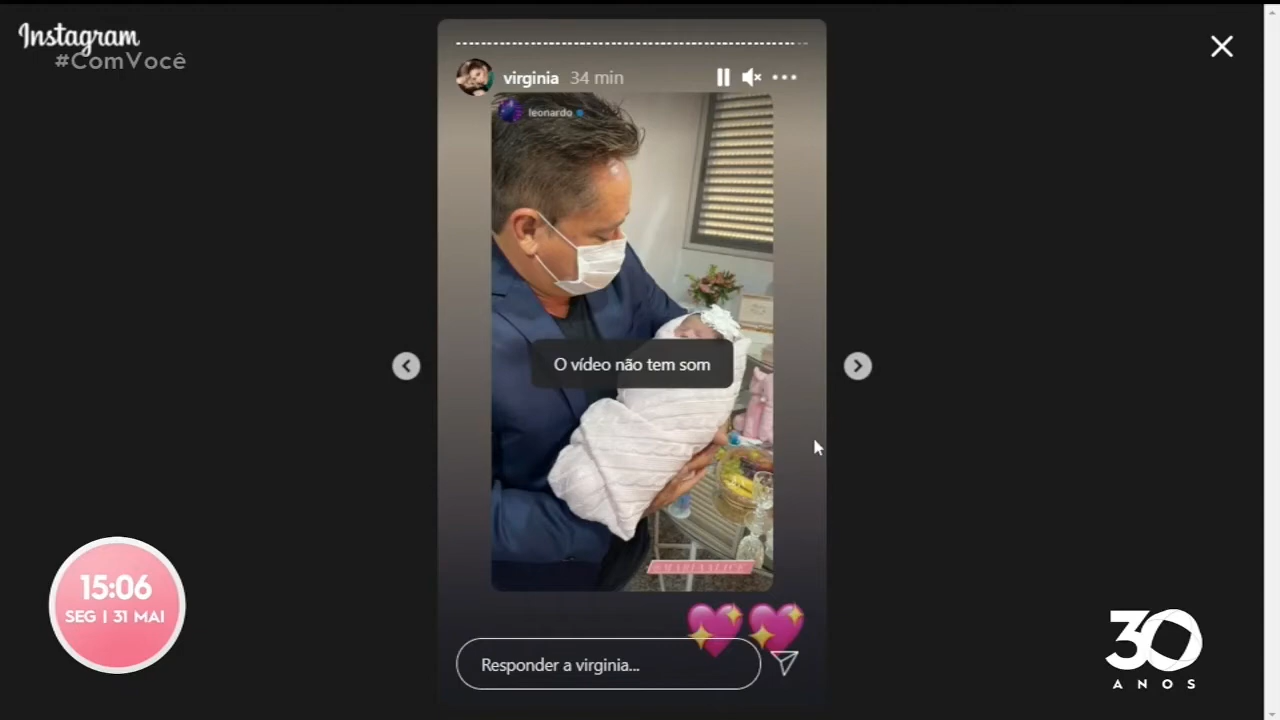 Instagram
#ComVocê
virginia 34 min
leonardo
O vídeo não tem som
15:06
SEG | 31 MAI
Responder a virginia...
30
ANOS